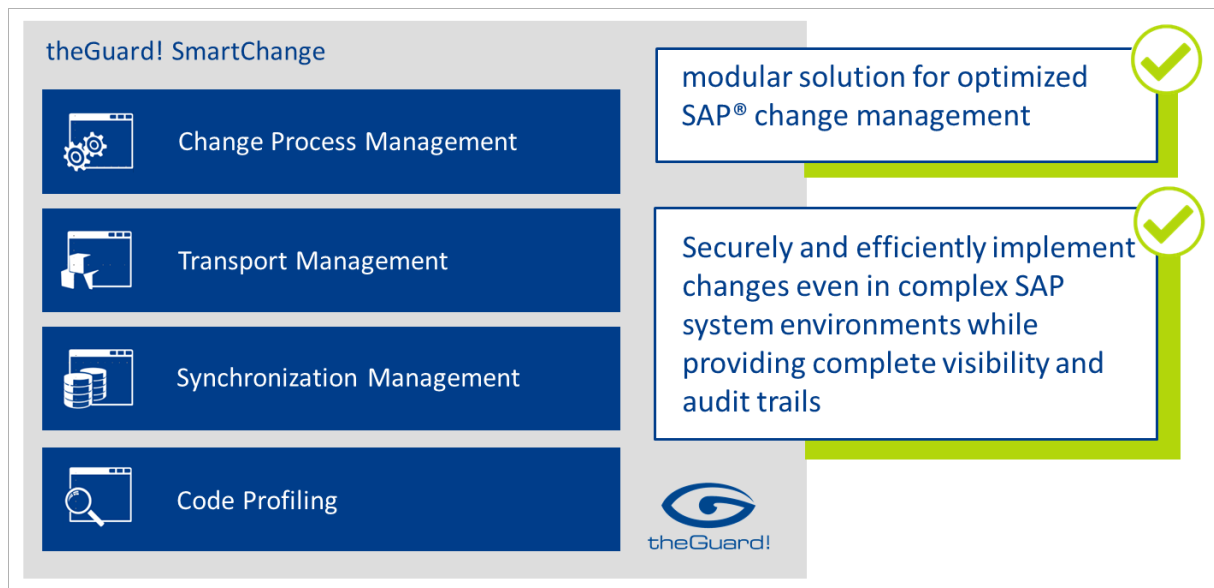 theGuard! SmartChange
Change Process Management
Transport Management
Synchronization Management
Code Profiling
modular solution for optimized
SAP® change management
Securely and efficiently implement
changes even in complex SAP
system environments while
providing complete visibility and
audit trails
theGuard!